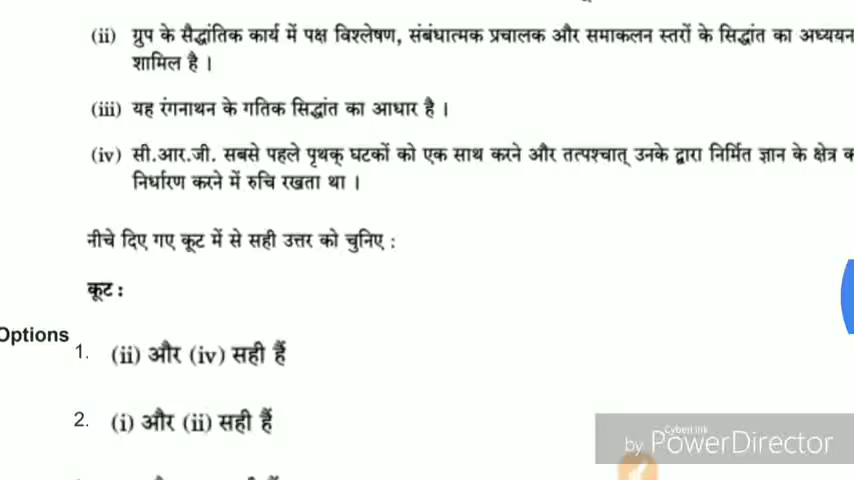 (ii) ग्रुप के सैद्धांतिक कार्य में पक्ष विश्लेषण, संबंधात्मक प्रचालक और समाकलन स्तरों के सिद्धांत का अध्ययन
शामिल है ।
(iii) यह रंगनाथन के गतिक सिद्धांत का आधार है ।
(iv) सी.आर.जी. सबसे पहले पृथक् घटकों को एक साथ करने और तत्पश्चात् उनके द्वारा निर्मित ज्ञान के क्षेत्र
निर्धारण करने में रुचि रखता था ।
नीचे दिए गए कूट में से सही उत्तर को चुनिए :
कूट :
Options
1. (ii) और (iv) सही हैं
2. (i) और (ii) सही हैं
CyberLink
by PowerDirector